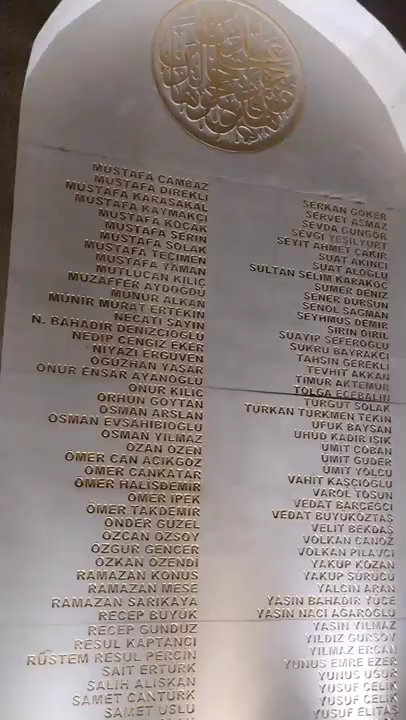 MUSTAFA CAMBAZ
MUSTAFA DİREKLİ
MUSTAFA KARASAKAL
MUSTAFA KAYMAKÇI
MUSTAFA KOÇAK
MUSTAFA SERİN
MUSTAFA SOLAK
MUSTAFA TECİMEN
MUSTAFA YAMAN
MUTLUCAN KILIÇ
MUZAFFER AYDOĞDU
MÜNÜR ALKAN
MÜNİR MURAT ERTEKİN
NECATİ SAYIN
N. BAHADIR DENİZCİOĞLU
NEDİP CENGİZ EKER
NİYAZİ ERGÜVEN
OĞUZHAN YAŞAR
ONUR ENSAR AYANOĞLU
ONUR KILIÇ
ORHUN GÖYTAN
OSMAN ARSLAN
OSMAN EVSAHİBİOĞLU
OSMAN YILMAZ
OZAN ÖZEN
ÖMER CAN AÇIKGÖZ
ÖMER CANKATAR
ÖMER HALİSDEMİR
ÖMER İPEK
ÖMER TAKDEMİR
ÖNDER GÜZEL
ÖZCAN ÖZSOY
ÖZGÜR GENÇER
ÖZKAN ÖZENDİ
RAMAZAN KONUŞ
RAMAZAN MEŞE
RAMAZAN SARIKAYA
RECEP BÜYÜK
RECEP GÜNDÜZ
RESUL KAPTANCI
RÜSTEM RESUL PERÇİN
SAİT ERTÜRK
SALİH ALIŞKAN
SAMET CANTÜRK
SAMET USLU
SERKAN GÖKER
SERVET ASMAZ
SEVDA GÜNGÖR
SEVGİ YEŞİLYURT
SEYİT AHMET ÇAKIR
SUAT AKINCI
SUAT ALOĞLU
SULTAN SELİM KARAKOÇ
SÜMER DENİZ
ŞENER DURSUN
ŞENOL SAĞMAN
ŞEYHMUS DEMİR
ŞİRİN DİRİL
ŞUAYİP ŞEFEROĞLU
ŞÜKRÜ BAYRAKÇI
TAHSİN GEREKLİ
TEVHİT AKKAN
TİMUR AKTEMUR
TOLGA ECEBALIN
TURGUT SOLAK
TÜRKAN TÜRKMEN TEKİN
UFUK BAYSAN
UHUD KADİR IŞIK
ÜMİT ÇOBAN
ÜMİT GÜDER
ÜMİT YOLCU
VAHİT KAŞÇIOĞLU
VAROL TOSUN
VEDAT BARCEĞCİ
VEDAT BÜYÜKÖZTAŞ
VELİT BEKDAŞ
VOLKAN CANÖZ
VOLKAN PİLAVCI
YAKUP KOZAN
YAKUP SÜRÜCÜ
YALÇIN ARAN
YASİN BAHADIR YÜCE
YASİN NACİ AĞAROĞLU
YASİN YILMAZ
YILDIZ GÜRSOY
YILMAZ ERCAN
YUNUS EMRE EZER
YUNUS UĞUR
YUSUF ÇELİK
YUSUF ÇELİK
YUSUF ELİTAŞ